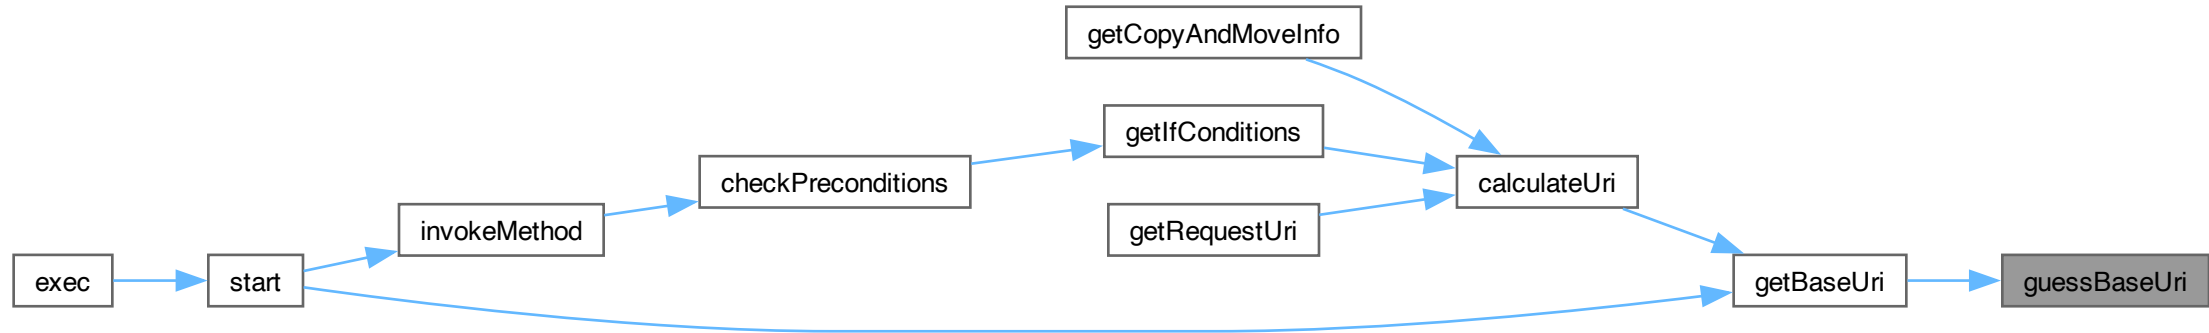 getCopyAndMoveInfo
getIfConditions
checkPreconditions
calculateUri
invokeMethod
getRequestUri
exec
start
getBaseUri
guessBaseUri